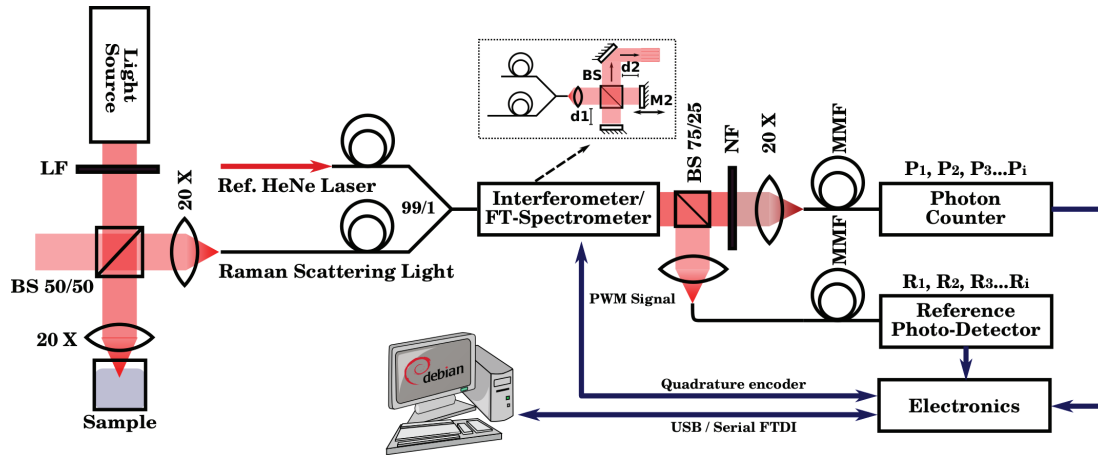 Light
Source
LF
20 X
BS 50/50
20 X
Sample
Ref. HeNe Laser
Raman Scattering Light
99/1
BS
d2
M2
d1
Interferometer/
FT-Spectrometer
BS 75/25
NF
20 X
MMF
MMF
P1, P2, P3...Pi
Photon
Counter
R1, R2, R3...Ri
Reference
Photo-Detector
PWM Signal
Quadrature encoder
USB / Serial FTDI
Electronics
debian